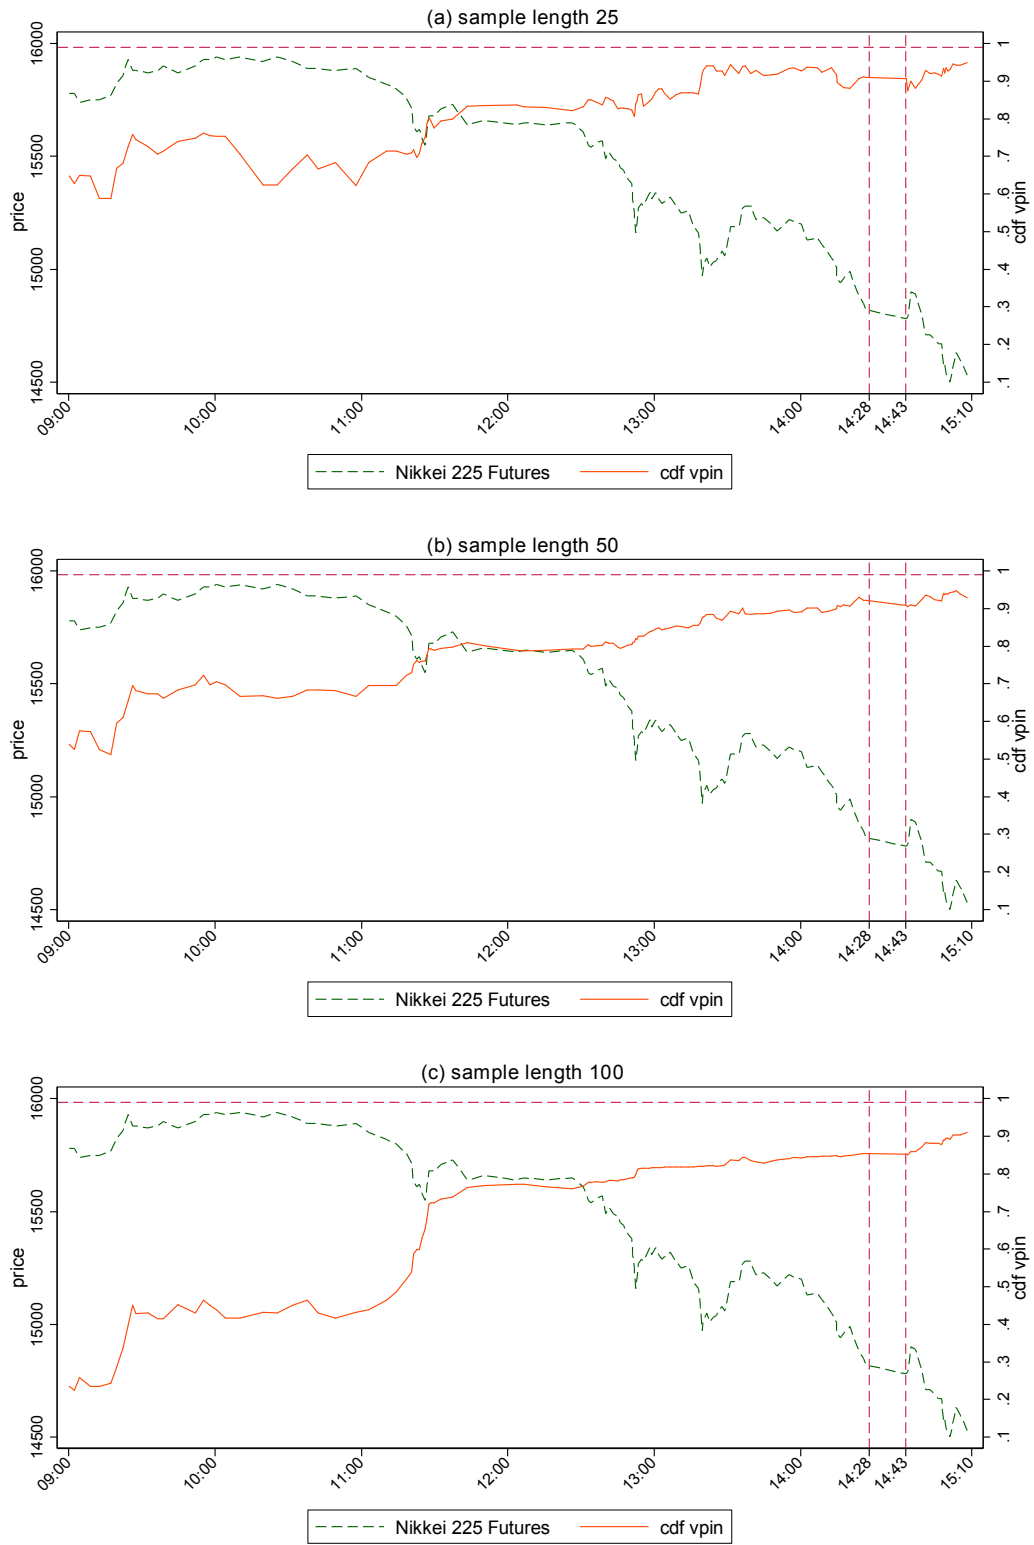 (a) sample length 25
price
16000
15500
15000
14500
cdf vpin
1
.9
.8
.7
.6
.5
.4
.3
.2
.1
09:00 10:00 11:00 12:00 13:00 14:00 14:28 14:43 15:10
Nikkei 225 Futures cdf vpin
(b) sample length 50
price
16000
15500
15000
14500
cdf vpin
1
.9
.8
.7
.6
.5
.4
.3
.2
.1
09:00 10:00 11:00 12:00 13:00 14:00 14:28 14:43 15:10
Nikkei 225 Futures cdf vpin
(c) sample length 100
price
16000
15500
15000
14500
cdf vpin
1
.9
.8
.7
.6
.5
.4
.3
.2
.1
09:00 10:00 11:00 12:00 13:00 14:00 14:28 14:43 15:10
Nikkei 225 Futures cdf vpin